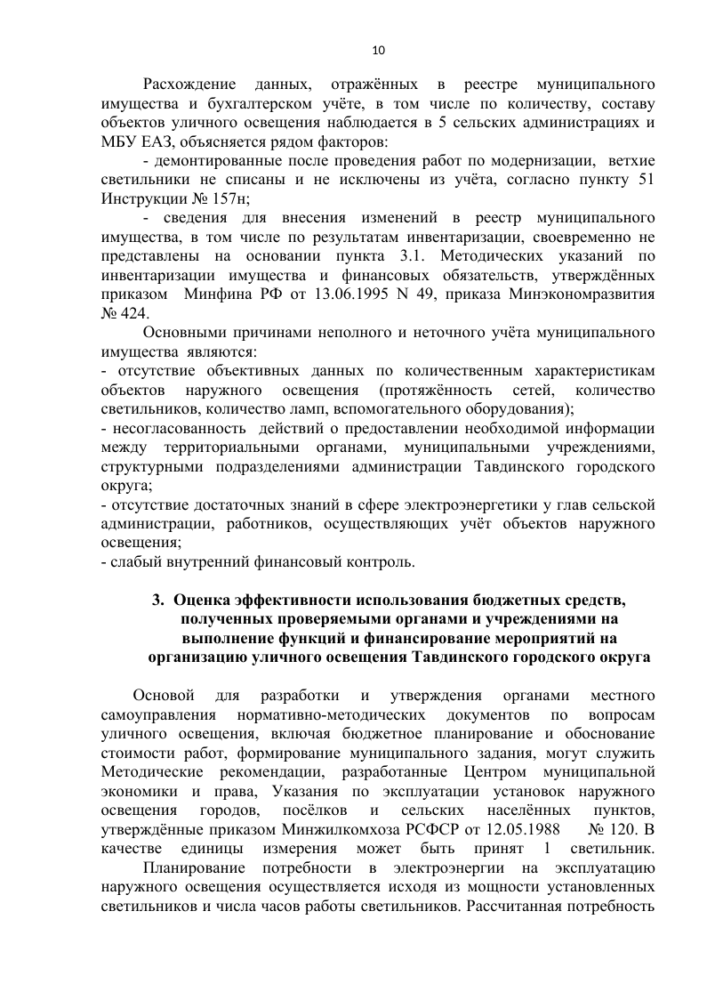 10
Расхождение данных, отражённых в реестре муниципального
имущества и бухгалтерском учёте, в том числе по количеству, составу
объектов уличного освещения наблюдается в 5 сельских администрациях и
МБУ ЕАЗ, объясняется рядом факторов:
- демонтированные после проведения работ по модернизации, ветхие
светильники не списаны и не исключены из учёта, согласно пункту 51
Инструкции № 157н;
- сведения для внесения изменений в реестр муниципального
имущества, в том числе по результатам инвентаризации, своевременно не
представлены на основании пункта 3.1. Методических указаний по
инвентаризации имущества и финансовых обязательств, утверждённых
приказом Минфина РФ от 13.06.1995 N 49, приказа Минэкономразвития
№ 424.
Основными причинами неполного и неточного учёта муниципального
имущества являются:
- отсутствие объективных данных по количественным характеристикам
объектов наружного освещения (протяжённость сетей, количество
светильников, количество ламп, вспомогательного оборудования);
- несогласованность действий о предоставлении необходимой информации
между территориальными органами, муниципальными учреждениями,
структурными подразделениями администрации Тавдинского городского
округа;
- отсутствие достаточных знаний в сфере электроэнергетики у глав сельской
администрации, работников, осуществляющих учёт объектов наружного
освещения;
- слабый внутренний финансовый контроль.
3. Оценка эффективности использования бюджетных средств,
полученных проверяемыми органами и учреждениями на
выполнение функций и финансирование мероприятий на
организацию уличного освещения Тавдинского городского округа
Основой для разработки и утверждения органами местного
самоуправления нормативно-методических документов по вопросам
уличного освещения, включая бюджетное планирование и обоснование
стоимости работ, формирование муниципального задания, могут служить
Методические рекомендации, разработанные Центром муниципальной
экономики и права, Указания по эксплуатации установок наружного
освещения городов, посёлков и сельских населённых пунктов,
утверждённые приказом Минжилкомхоза РСФСР от 12.05.1988 № 120. В
качестве единицы измерения может быть принят 1 светильник.
Планирование потребности в электроэнергии на эксплуатацию
наружного освещения осуществляется исходя из мощности установленных
светильников и числа часов работы светильников. Рассчитанная потребность